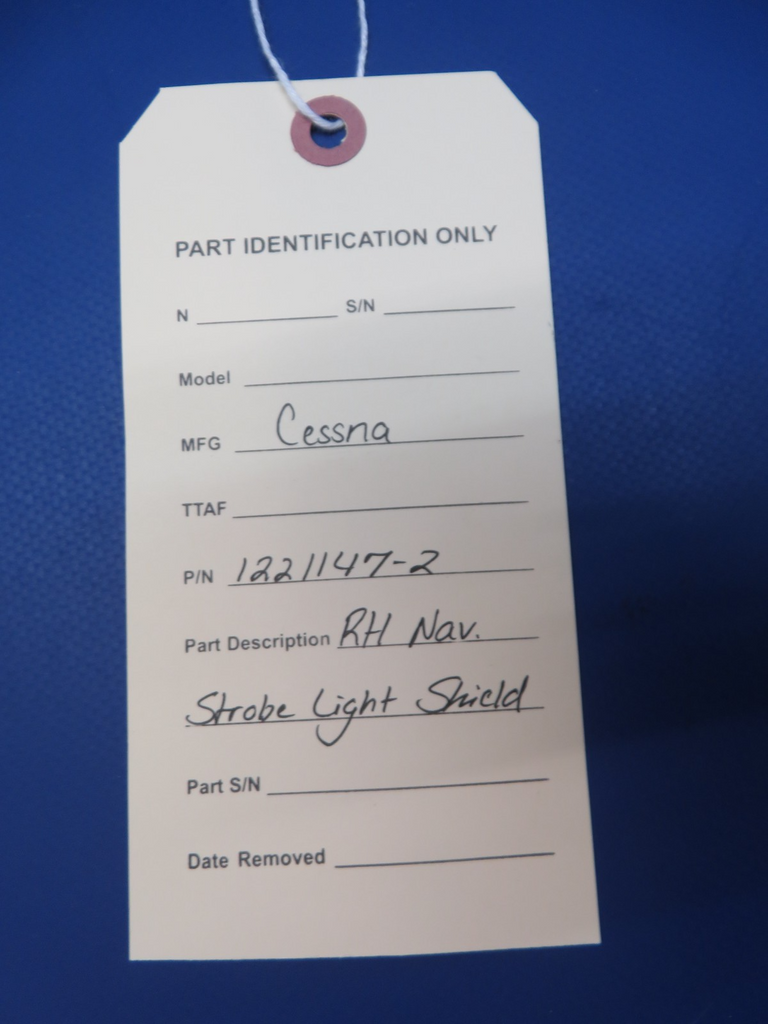 PART IDENTIFICATION ONLY
N S/N
Model
MFG Cessna
TTAF
P/N 1221147-2
Part Description RH Nav.
Strobe Light Shield
Part S/N
Date Removed